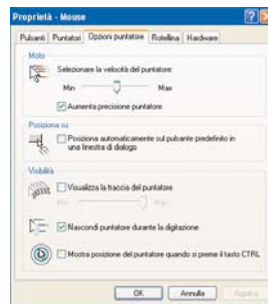 Proprietà - Mouse
Pulsanti Puntatori Opzioni puntatore Rotellina Hardware
Moto
Selezionare la velocità del puntatore:
Min Max
Aumenta precisione puntatore
Posiziona su
Posiziona automaticamente sul pulsante predefinito in
una finestra di dialogo
Visibilità
Visualizza la traccia del puntatore
Min Max
Nascondi puntatore durante la digitazione
Mostra posizione del puntatore quando si preme il tasto CTRL
OK Annulla Applica